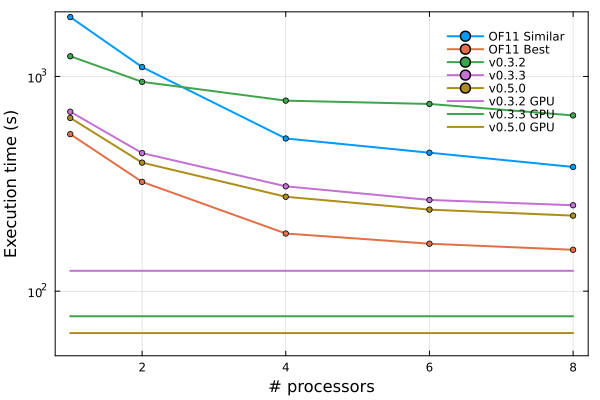 OF11 Similar
OF11 Best
v0.3.2
v0.3.3
v0.5.0
v0.3.2 GPU
v0.3.3 GPU
v0.5.0 GPU
Execution time (s)
10³
10²
2
4
6
8
# processors